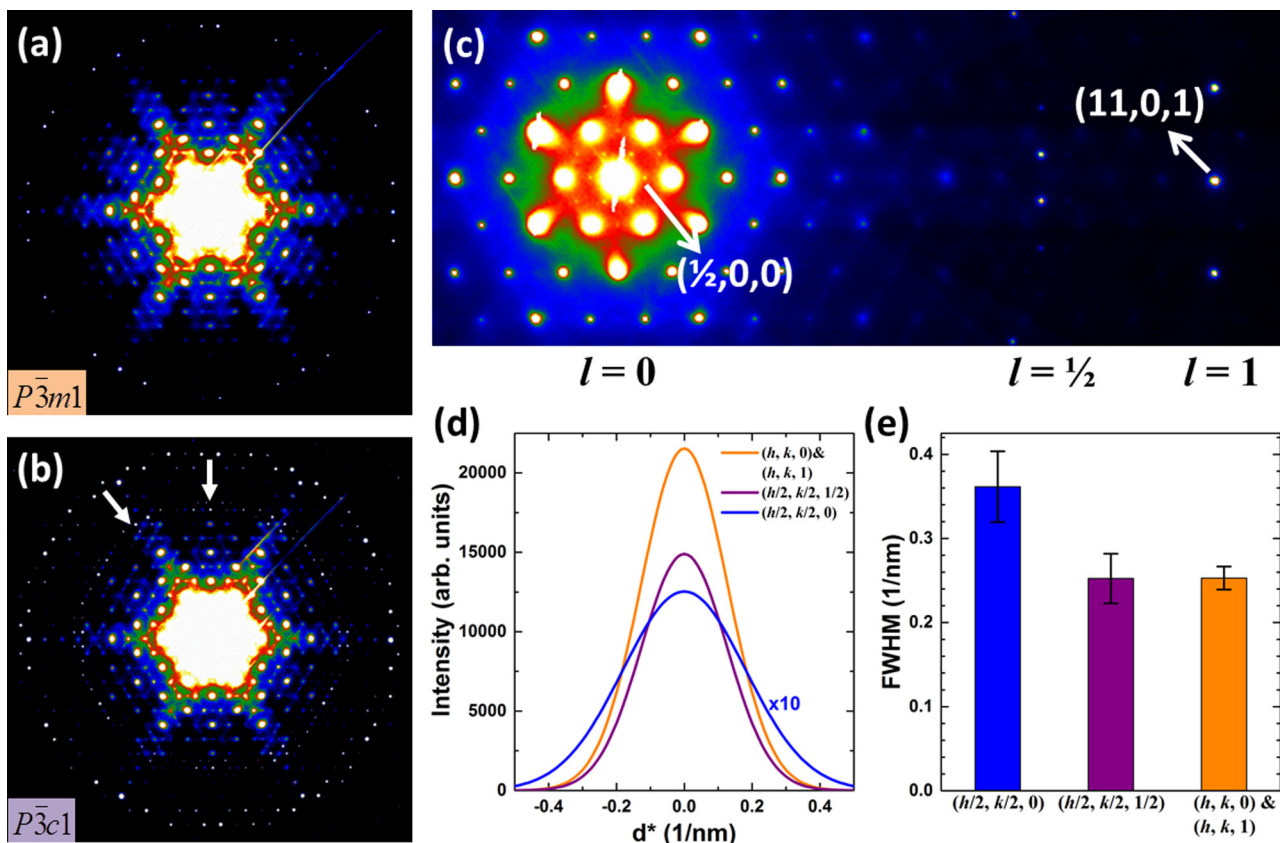 (a)
P3̄m1
(b)
P3̄c1
(c)
(11,0,1)
(½,0,0)
l = 0
l = ½
l = 1
(d)
Intensity (arb. units)
20000
15000
10000
5000
0
(h, k, 0)&
(h, k, 1)
(h/2, k/2, 1/2)
(h/2, k/2, 0)
x10
-0.4
-0.2
0.0
0.2
0.4
d* (1/nm)
(e)
FWHM (1/nm)
0.4
0.3
0.2
0.1
0.0
(h/2, k/2, 0)
(h/2, k/2, 1/2)
(h, k, 0) &
(h, k, 1)